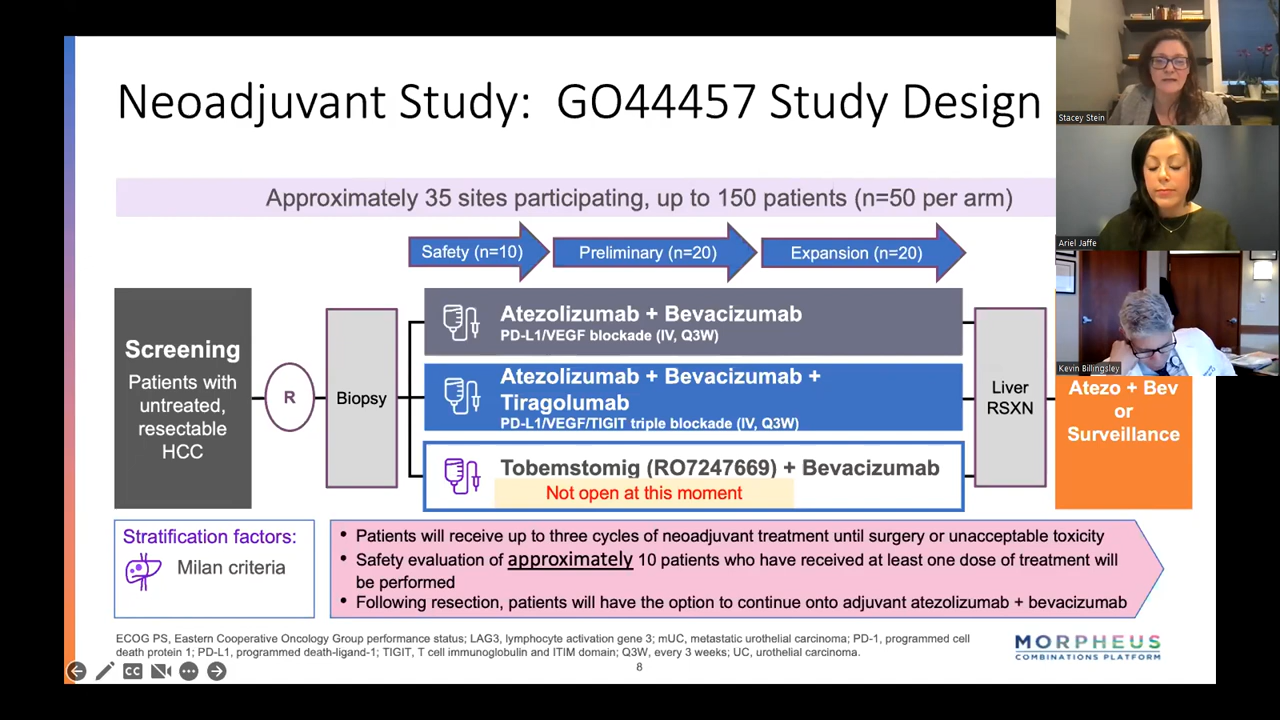 Neoadjuvant Study: GO44457 Study Design
Approximately 35 sites participating, up to 150 patients (n=50 per arm)
Safety (n=10)
Preliminary (n=20)
Expansion (n=20)
Screening
Patients with
untreated,
resectable
HCC
R
Biopsy
Atezolizumab + Bevacizumab
PD-L1/VEGF blockade (IV, Q3W)
Atezolizumab + Bevacizumab +
Tiragolumab
PD-L1/VEGF/TIGIT triple blockade (IV, Q3W)
Tobemstomig (RO7247669) + Bevacizumab
Not open at this moment
Liver
RSXN
Atezo + Bev
or
Surveillance
Stratification factors:
Milan criteria
• Patients will receive up to three cycles of neoadjuvant treatment until surgery or unacceptable toxicity
• Safety evaluation of approximately 10 patients who have received at least one dose of treatment will
be performed
• Following resection, patients will have the option to continue onto adjuvant atezolizumab + bevacizumab
ECOG PS, Eastern Cooperative Oncology Group performance status; LAG3, lymphocyte activation gene 3; mUC, metastatic urothelial carcinoma; PD-1, programmed cell
death protein 1; PD-L1, programmed death-ligand-1; TIGIT, T cell immunoglobulin and ITIM domain; Q3W, every 3 weeks; UC, urothelial carcinoma.
MORPHEUS
COMBINATIONS PLATFORM
CC
8
Stacey Stein
Ariel Jaffe
Kevin Billingsley